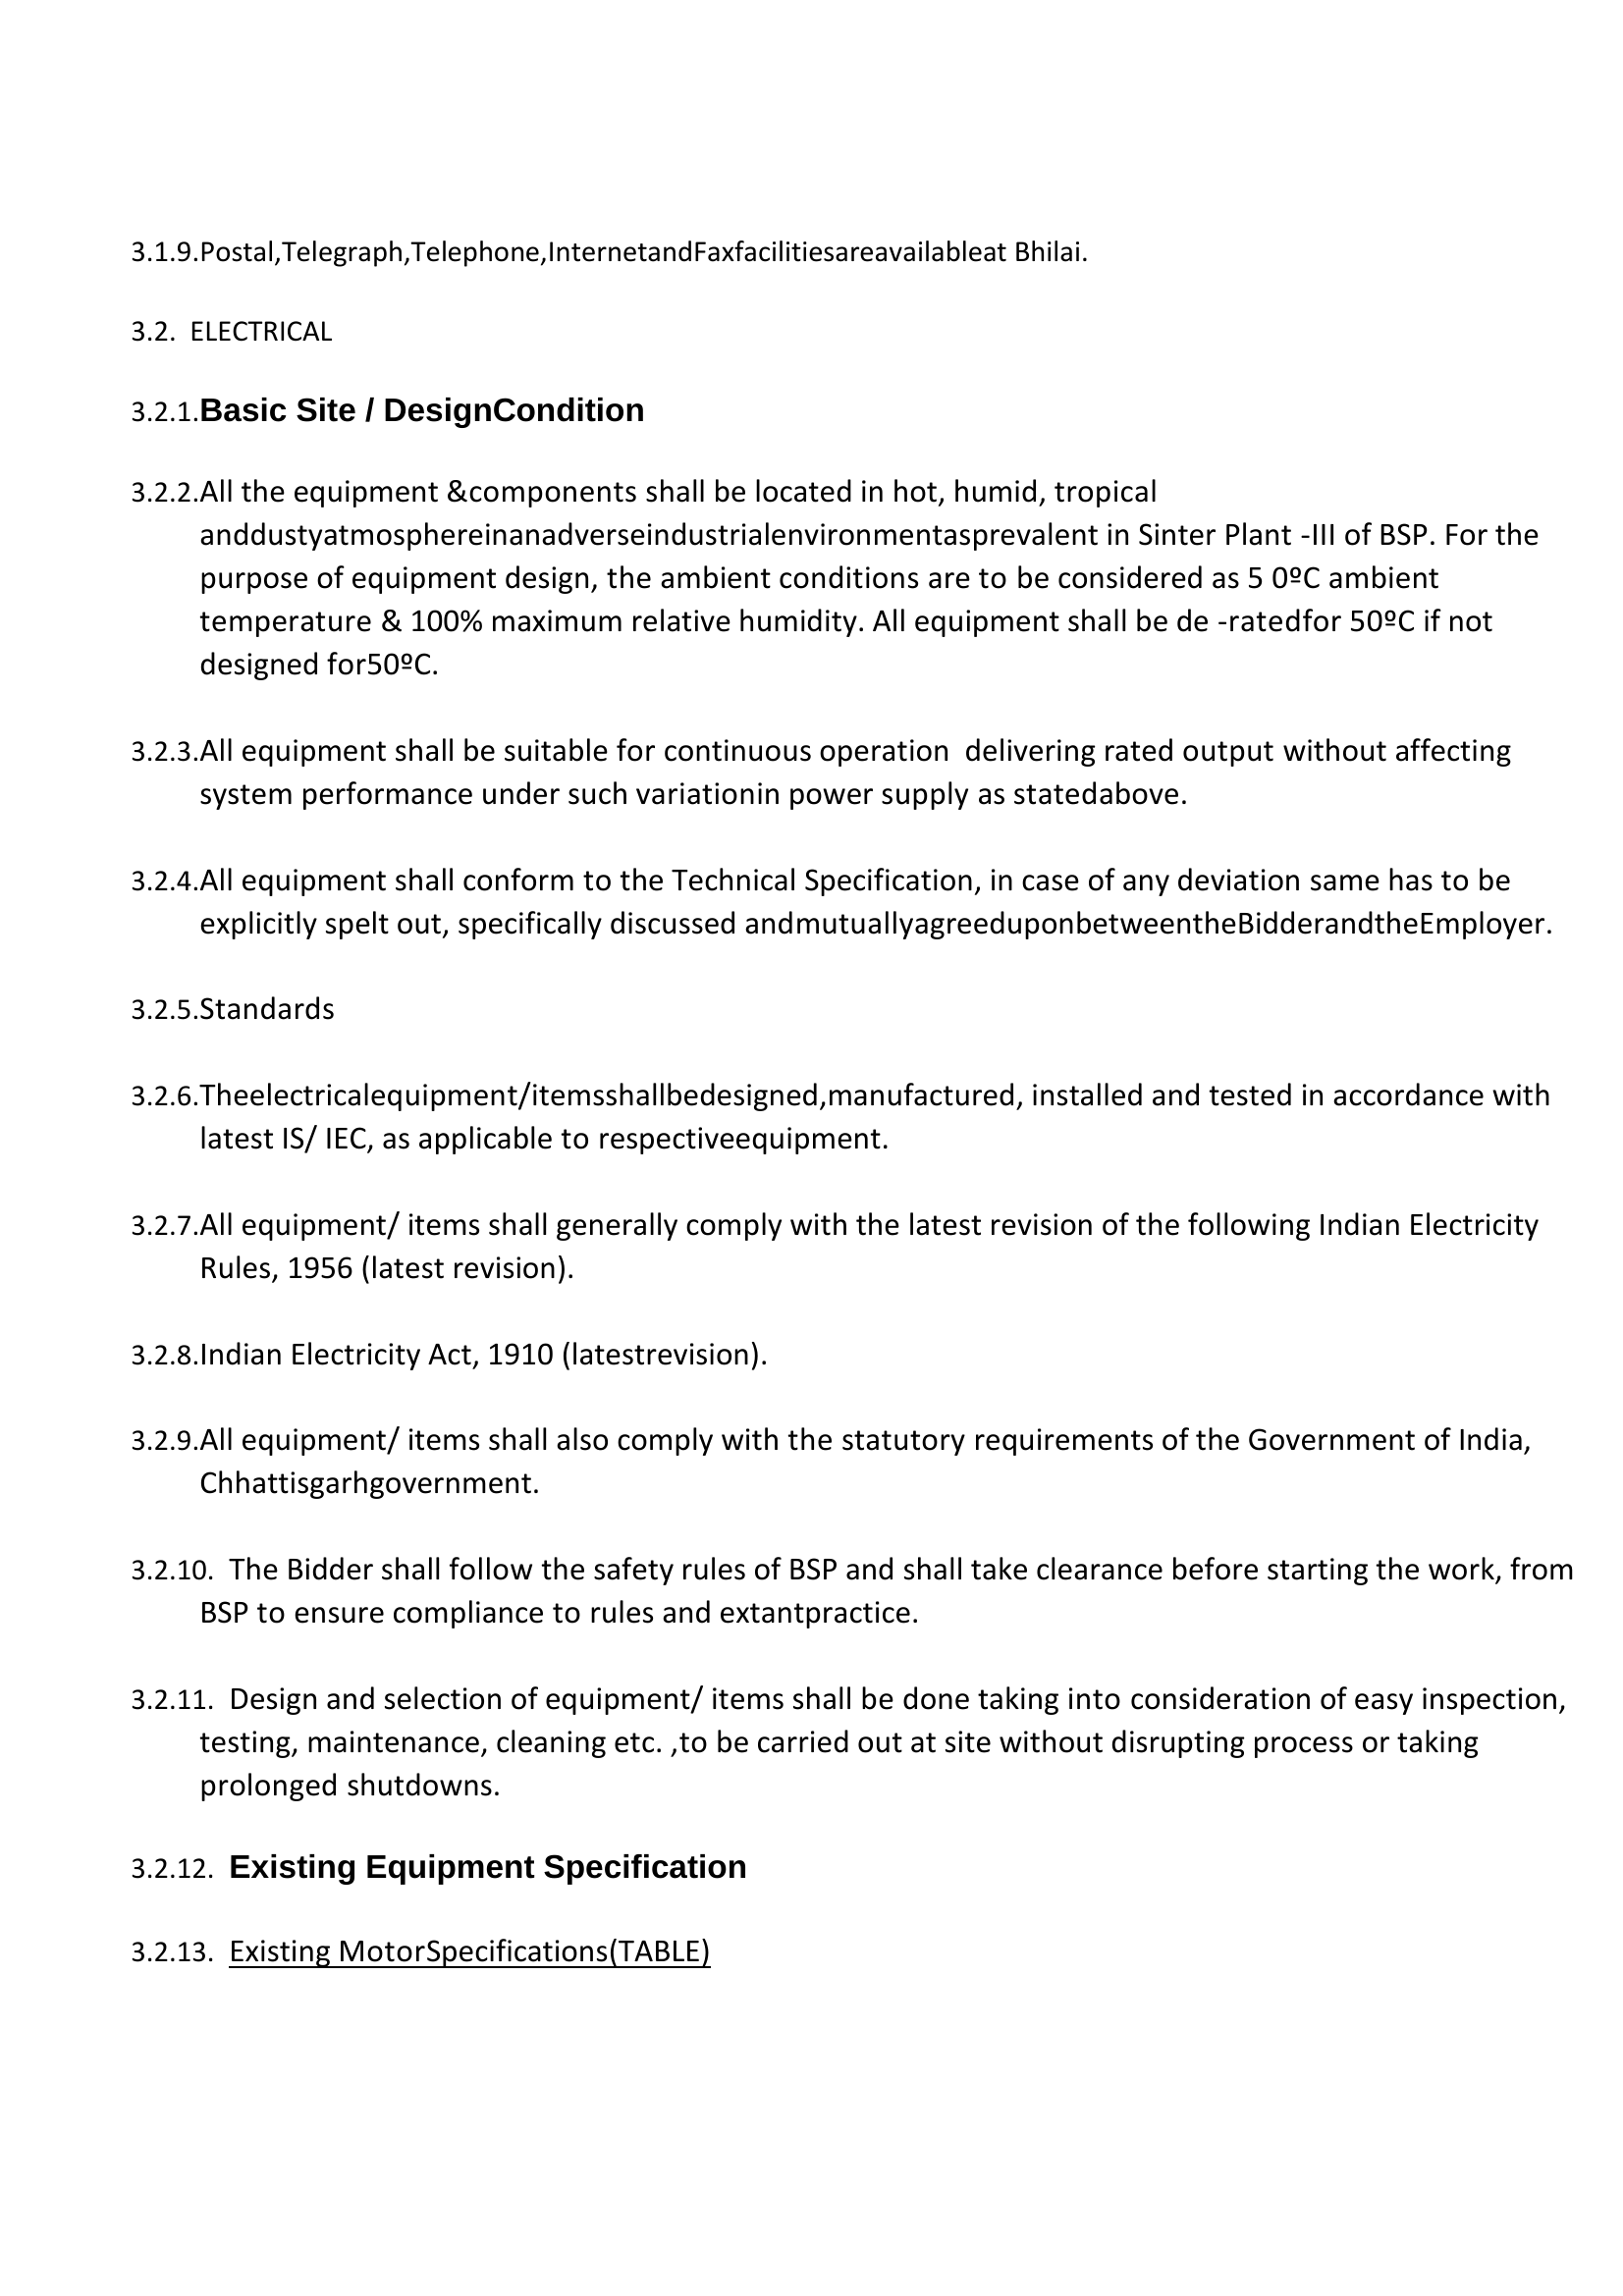 3.1.9.Postal,Telegraph,Telephone,InternetandFaxfacilitiesareavailableat Bhilai.
3.2. ELECTRICAL
3.2.1.Basic Site / DesignCondition
3.2.2.All the equipment &components shall be located in hot, humid, tropical
anddustyatmosphereinanadverseindustrialenvironmentasprevalent in Sinter Plant -III of BSP. For the
purpose of equipment design, the ambient conditions are to be considered as 5 0ºC ambient
temperature & 100% maximum relative humidity. All equipment shall be de -ratedfor 50ºC if not
designed for50ºC.
3.2.3.All equipment shall be suitable for continuous operation  delivering rated output without affecting
system performance under such variationin power supply as statedabove.
3.2.4.All equipment shall conform to the Technical Specification, in case of any deviation same has to be
explicitly spelt out, specifically discussed andmutuallyagreeduponbetweentheBidderandtheEmployer.
3.2.5.Standards
3.2.6.Theelectricalequipment/itemsshallbedesigned,manufactured, installed and tested in accordance with
latest IS/ IEC, as applicable to respectiveequipment.
3.2.7.All equipment/ items shall generally comply with the latest revision of the following Indian Electricity
Rules, 1956 (latest revision).
3.2.8.Indian Electricity Act, 1910 (latestrevision).
3.2.9.All equipment/ items shall also comply with the statutory requirements of the Government of India,
Chhattisgarhgovernment.
3.2.10. The Bidder shall follow the safety rules of BSP and shall take clearance before starting the work, from
BSP to ensure compliance to rules and extantpractice.
3.2.11. Design and selection of equipment/ items shall be done taking into consideration of easy inspection,
testing, maintenance, cleaning etc. ,to be carried out at site without disrupting process or taking
prolonged shutdowns.
3.2.12. Existing Equipment Specification
3.2.13. Existing MotorSpecifications(TABLE)